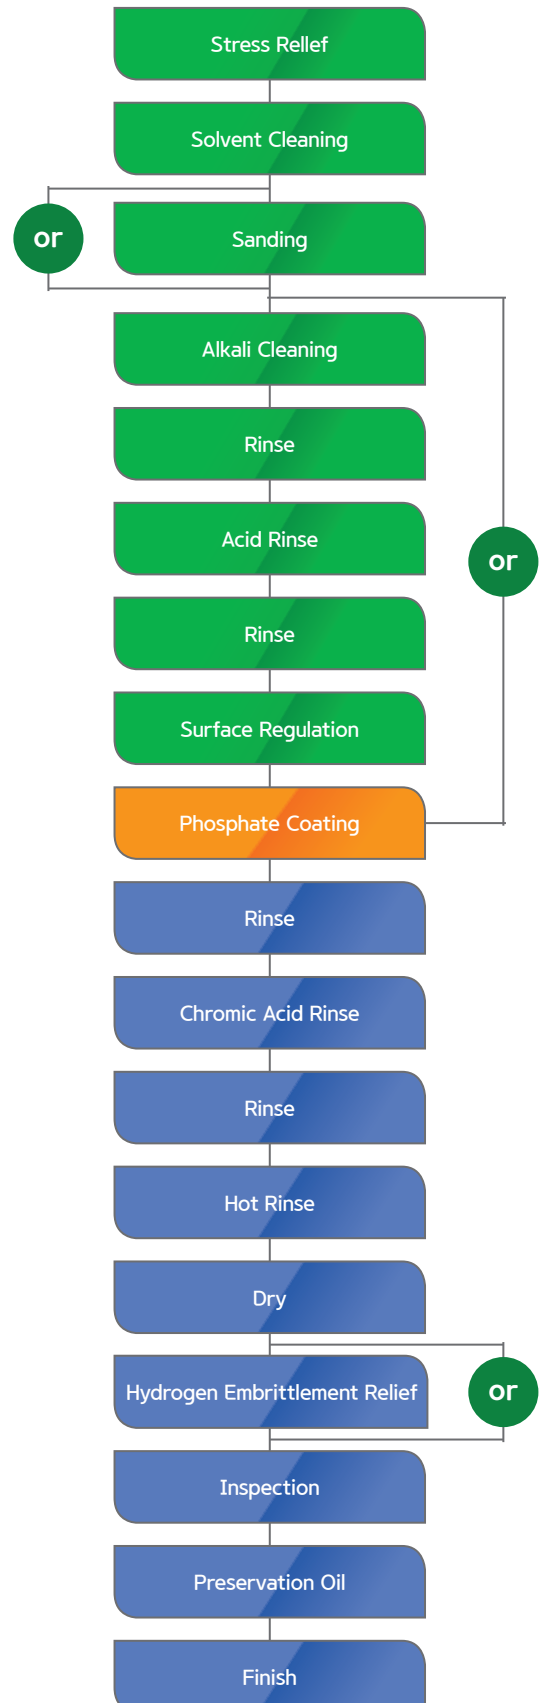 Stress Rellef
Solvent Cleaning
or
Sanding
Alkali Cleaning
Rinse
Acid Rinse
or
Rinse
Surface Regulation
Phosphate Coating
Rinse
Chromic Acid Rinse
Rinse
Hot Rinse
Dry
Hydrogen Embrittlement Relief
or
Inspection
Preservation Oil
Finish